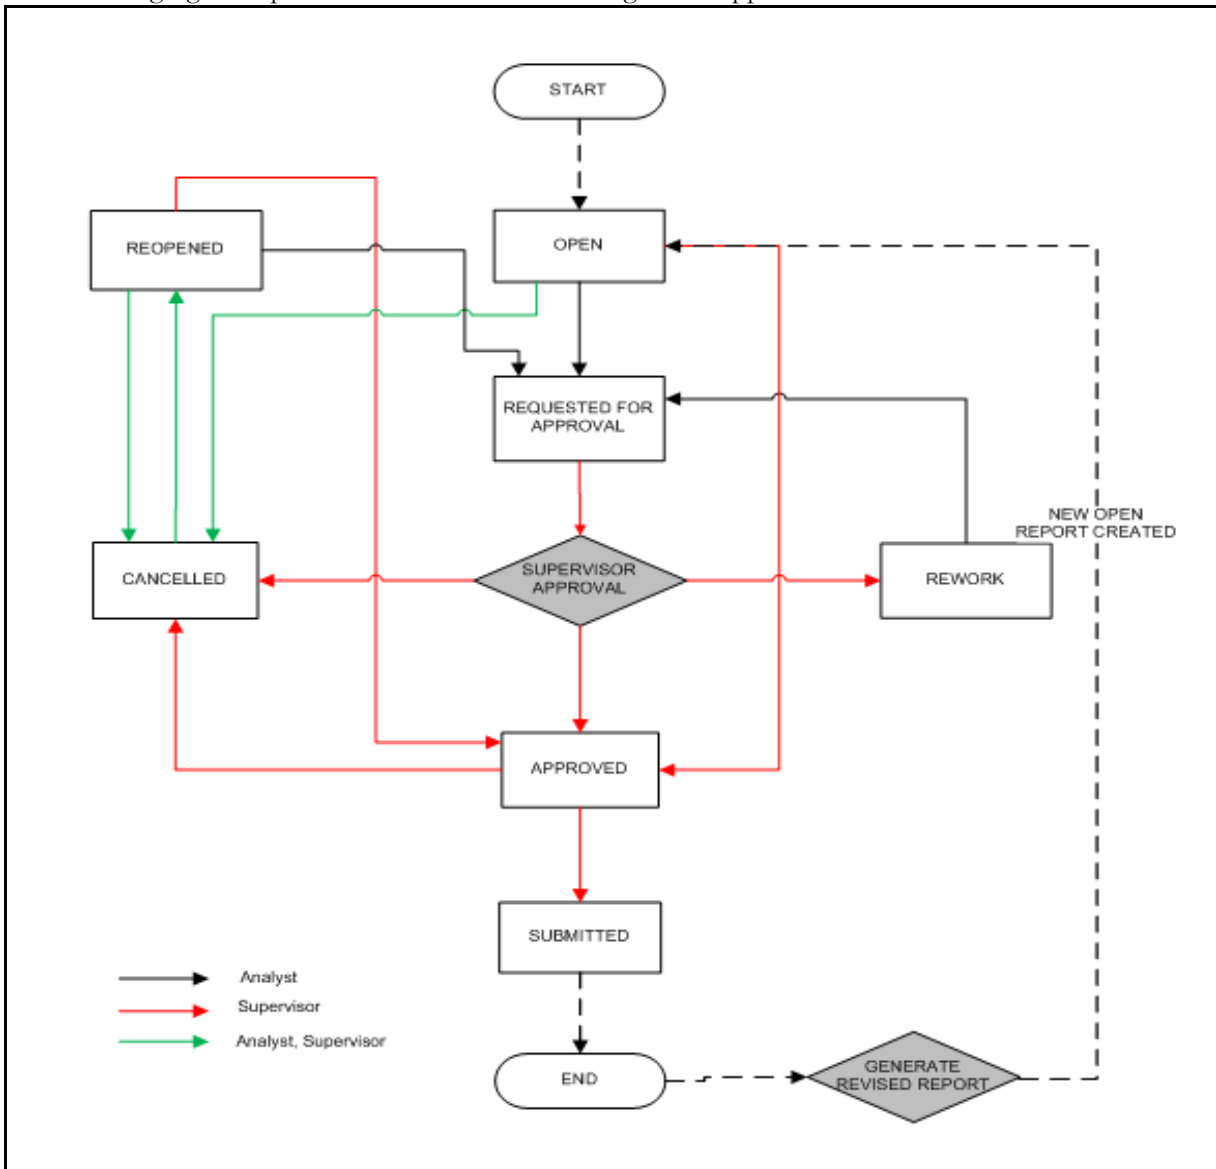 START
REOPENED
OPEN
REQUESTED FOR
APPROVAL
NEW OPEN
REPORT CREATED
CANCELLED
SUPERVISOR
APPROVAL
REWORK
APPROVED
SUBMITTED
Analyst
Supervisor
Analyst, Supervisor
END
GENERATE
REVISED REPORT